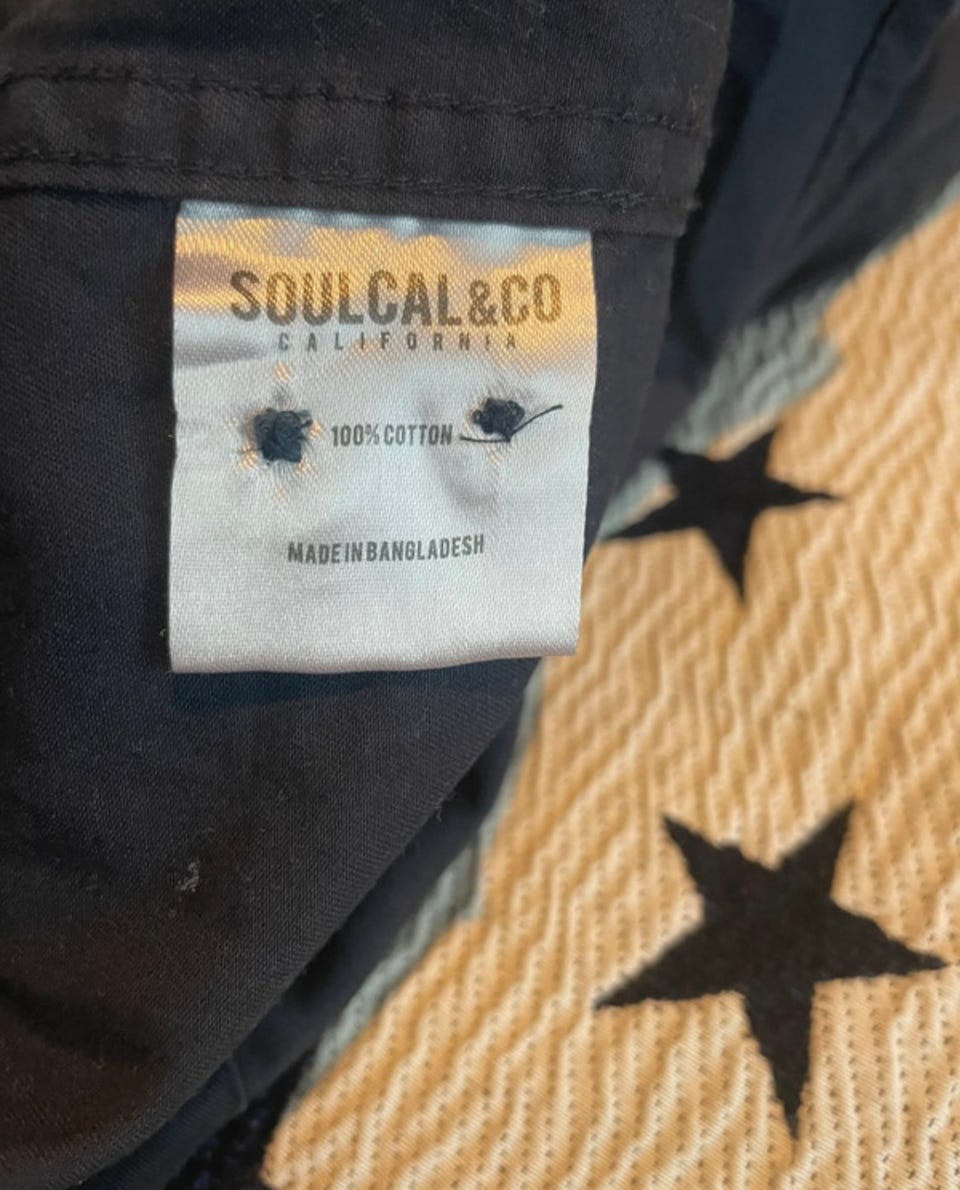 SOULCAL&CO
CALIFORNIA
100% COTTON
MADE IN BANGLADESH